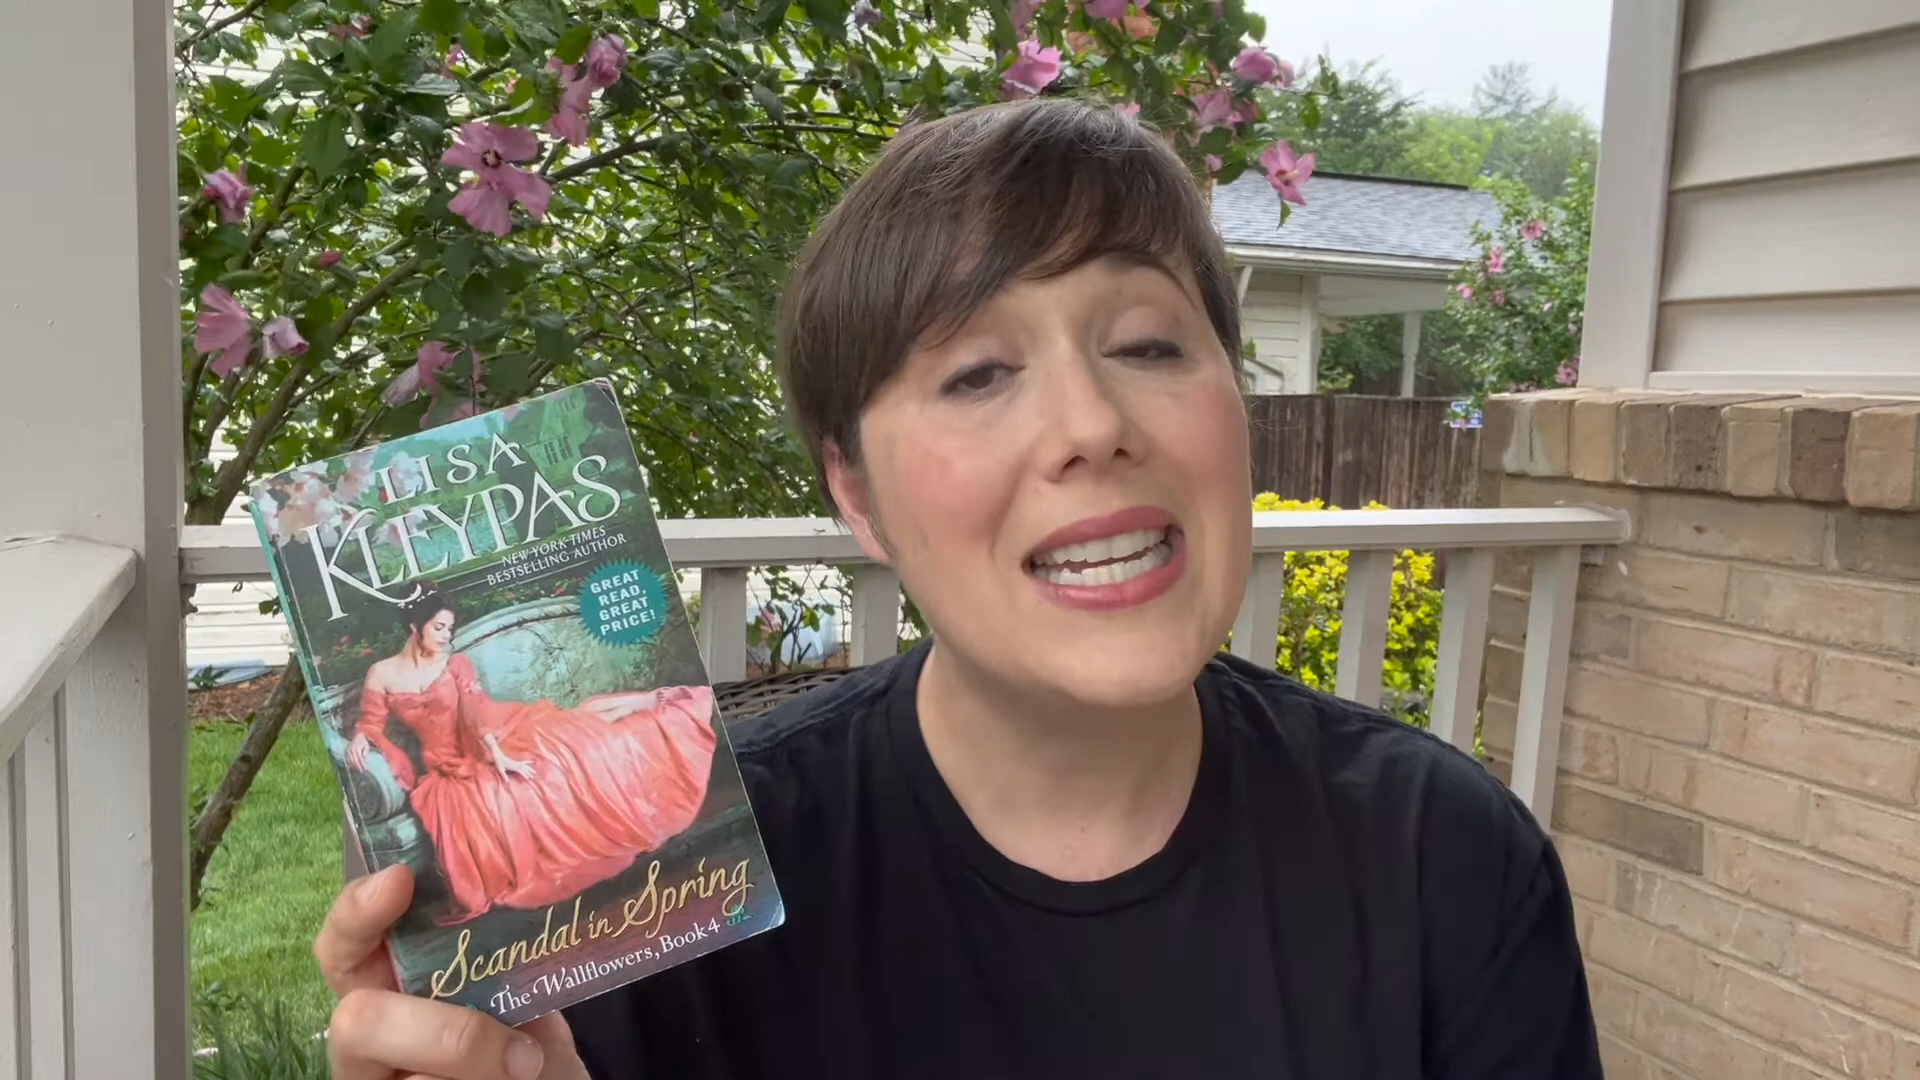 LISA
KLEYPAS
NEW YORK TIMES
BESTSELLING AUTHOR
GREAT
READ,
GREAT
PRICE!
Scandal in Spring
The Wallflowers, Book 4